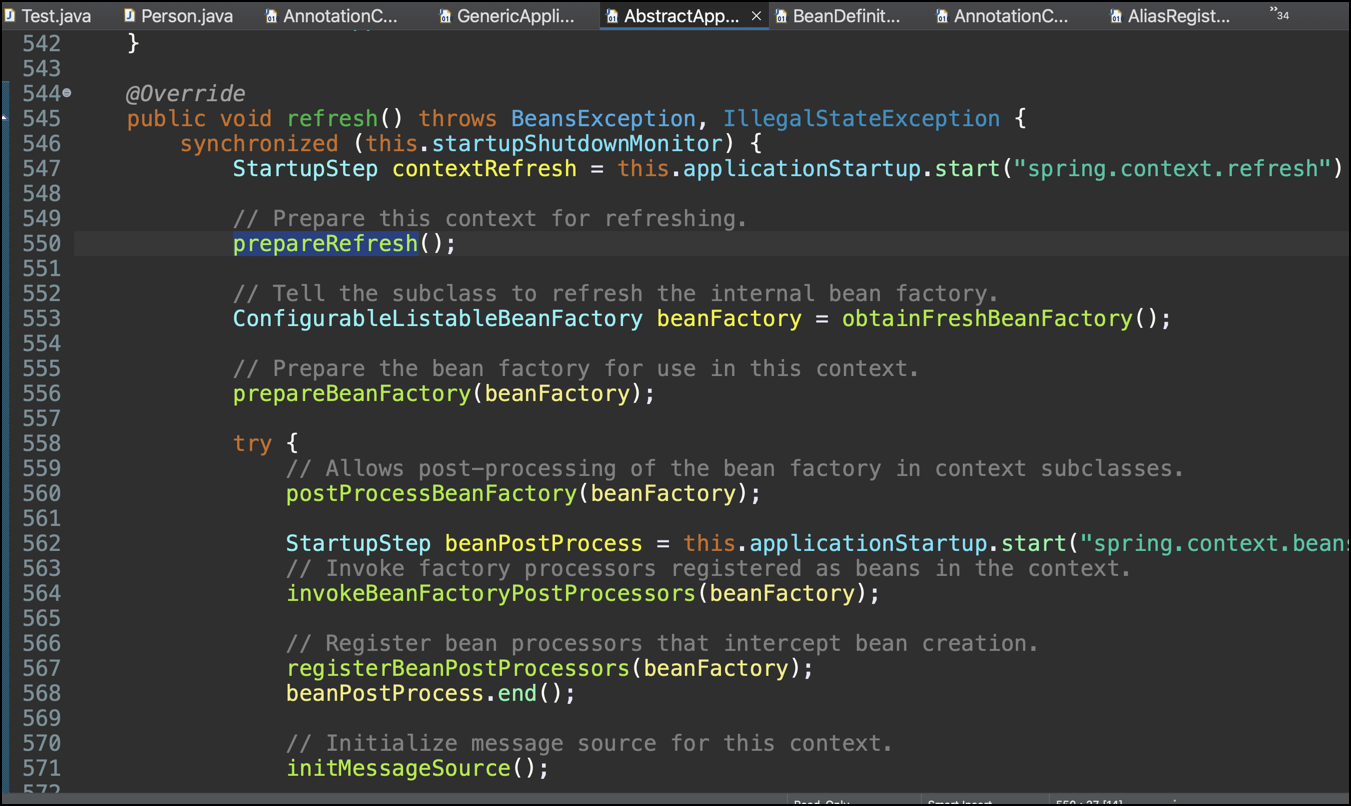 Test.java Person.java AnnotationC... GenericAppli... AbstractApp... BeanDefinit... AnnotationC... AliasRegist... »34
542 }
543
544 @Override
545 public void refresh() throws BeansException, IllegalStateException {
546 synchronized (this.startupShutdownMonitor) {
547 StartupStep contextRefresh = this.applicationStartup.start("spring.context.refresh")
548
549 // Prepare this context for refreshing.
550 prepareRefresh();
551
552 // Tell the subclass to refresh the internal bean factory.
553 ConfigurableListableBeanFactory beanFactory = obtainFreshBeanFactory();
554
555 // Prepare the bean factory for use in this context.
556 prepareBeanFactory(beanFactory);
557
558 try {
559 // Allows post-processing of the bean factory in context subclasses.
560 postProcessBeanFactory(beanFactory);
561
562 StartupStep beanPostProcess = this.applicationStartup.start("spring.context.beans
563 // Invoke factory processors registered as beans in the context.
564 invokeBeanFactoryPostProcessors(beanFactory);
565
566 // Register bean processors that intercept bean creation.
567 registerBeanPostProcessors(beanFactory);
568 beanPostProcess.end();
569
570 // Initialize message source for this context.
571 initMessageSource();
572